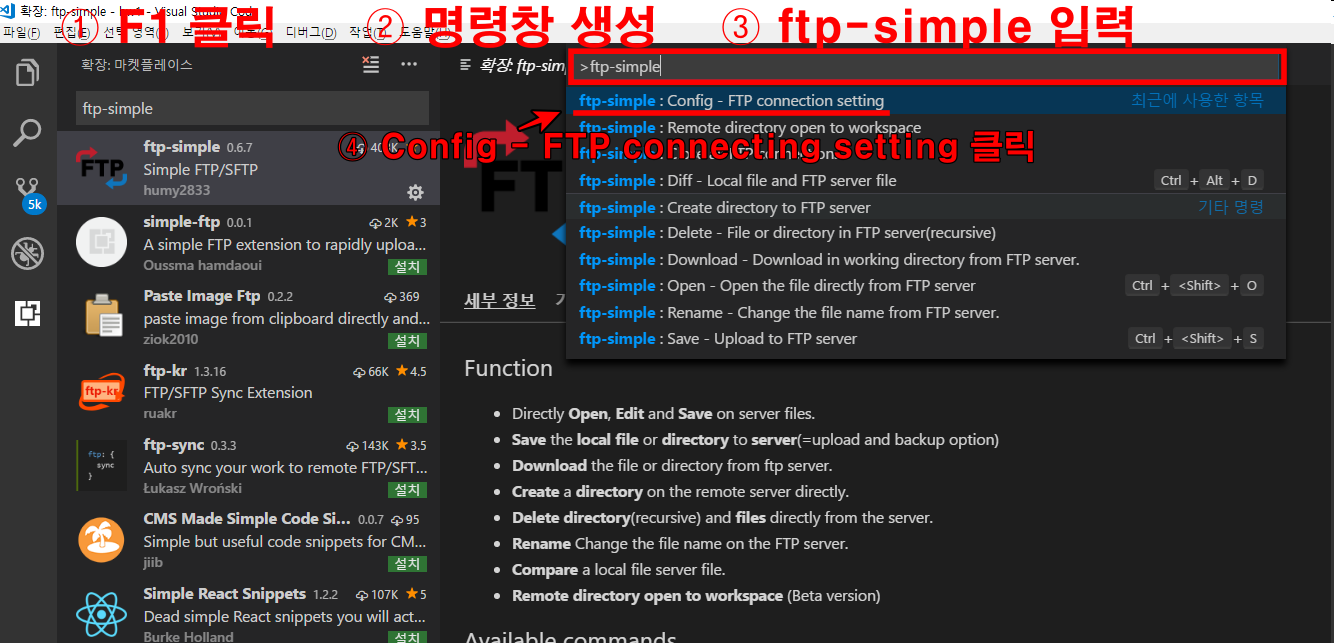 확장: ftp-simple - Visual Studio Code
① F1 클릭 ② 명령창 생성 ③ ftp-simple 입력
파일(F) 편집(E) 선택 영역 디버그(D) 작업 도움말
확장: 마켓플레이스
확장: ftp-simple
>ftp-simple
ftp-simple
ftp-simple : Config - FTP connection setting 최근에 사용한 항목
ftp-simple : Remote directory open to workspace
④ Config - FTP connecting setting 클릭
ftp-simple :
ftp-simple : Diff - Local file and FTP server file Ctrl + Alt + D
ftp-simple : Create directory to FTP server 기타 명령
ftp-simple : Delete - File or directory in FTP server(recursive)
ftp-simple : Download - Download in working directory from FTP server.
ftp-simple : Open - Open the file directly from FTP server Ctrl + <Shift> + O
ftp-simple : Rename - Change the file name from FTP server.
ftp-simple : Save - Upload to FTP server Ctrl + <Shift> + S
FTP
ftp-simple 0.6.7
Simple FTP/SFTP
humy2833
5k
simple-ftp 0.0.1 2K 3
A simple FTP extension to rapidly uploa...
Oussma hamdaoui 설치
Paste Image Ftp 0.2.2 369
paste image from clipboard directly and...
ziok2010 설치
ftp-kr
ftp-kr 1.3.16 66K 4.5
FTP/SFTP Sync Extension
ruakr 설치
ftp: {
sync
}
ftp-sync 0.3.3 143K 3.5
Auto sync your work to remote FTP/SFT...
Łukasz Wroński 설치
CMS Made Simple Code Si... 0.0.7 95
Simple but useful code snippets for CM...
jiib 설치
Simple React Snippets 1.2.2 107K 5
Dead simple React snippets you will act...
Burke Holland 설치
FT
세부 정보
Function
Directly Open, Edit and Save on server files.
Save the local file or directory to server(=upload and backup option)
Download the file or directory from ftp server.
Create a directory on the remote server directly.
Delete directory(recursive) and files directly from the server.
Rename Change the file name on the FTP server.
Compare a local file server file.
Remote directory open to workspace (Beta version)
Available commands